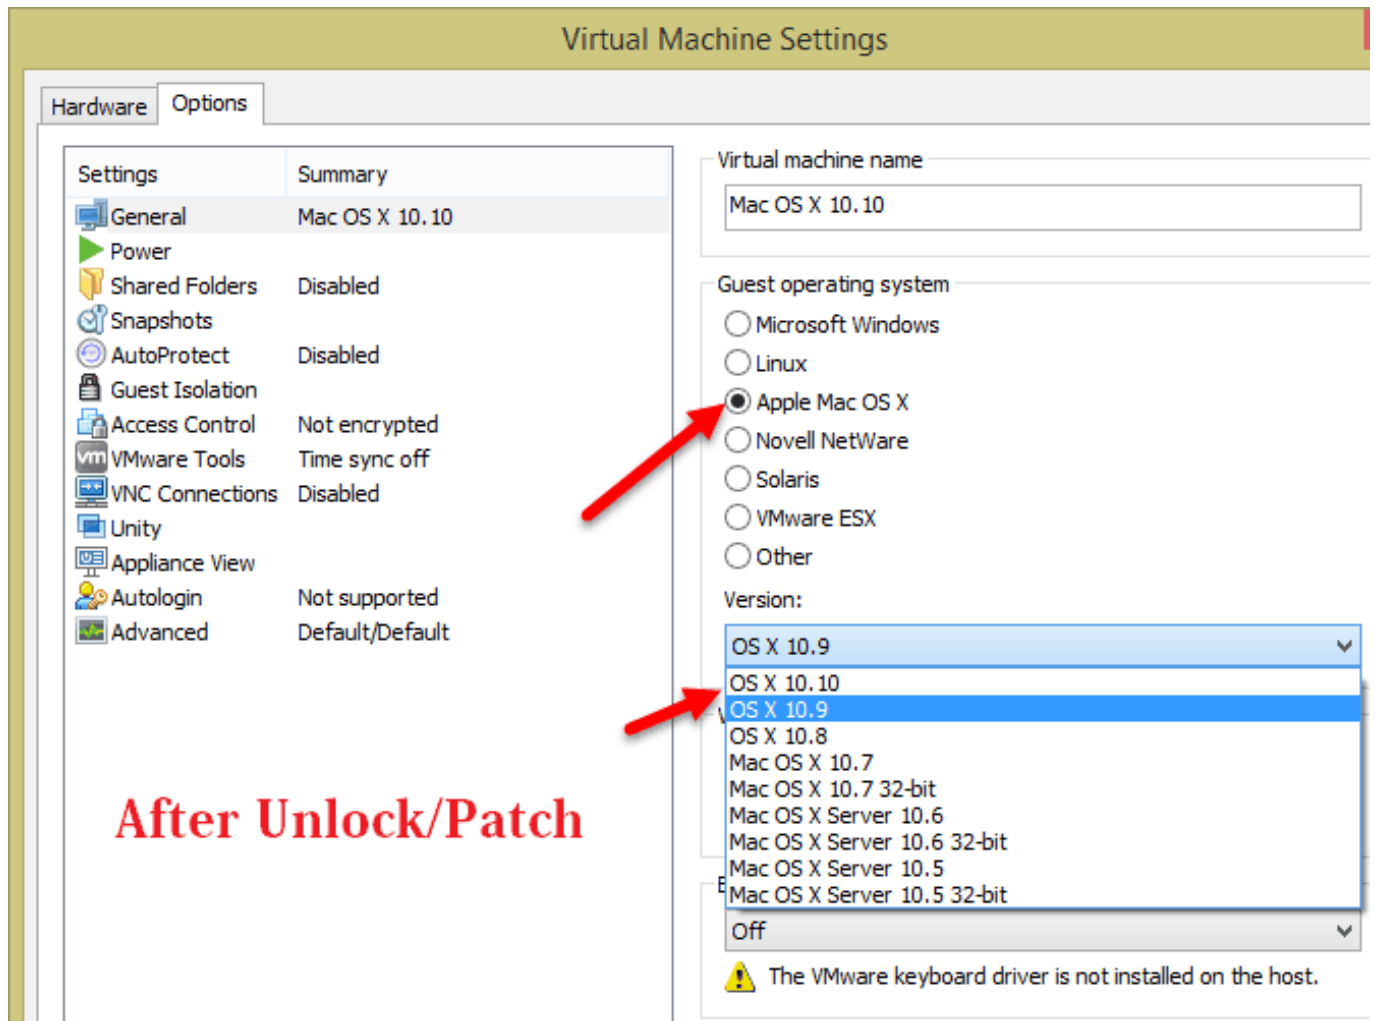 Virtual Machine Settings
Hardware
Options
Settings Summary
General Mac OS X 10.10
Power
Shared Folders Disabled
Snapshots
AutoProtect Disabled
Guest Isolation
Access Control Not encrypted
vm VMware Tools Time sync off
VNC Connections Disabled
Unity
Appliance View
Autologin Not supported
Advanced Default/Default
After Unlock/Patch
Virtual machine name
Mac OS X 10.10
Guest operating system
Microsoft Windows
Linux
Apple Mac OS X
Novell NetWare
Solaris
VMware ESX
Other
Version:
OS X 10.9
OS X 10.10
OS X 10.9
OS X 10.8
Mac OS X 10.7
Mac OS X 10.7 32-bit
Mac OS X Server 10.6
Mac OS X Server 10.6 32-bit
Mac OS X Server 10.5
Mac OS X Server 10.5 32-bit
Off
The VMware keyboard driver is not installed on the host.